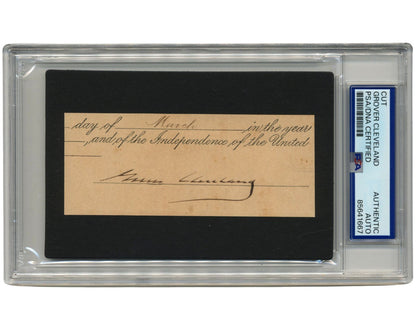 day of March in the year
, and of the Independence of the United
Grover Cleveland
CUT
GROVER CLEVELAND
PSA/DNA CERTIFIED
AUTHENTIC
AUTO
85641667
PSA